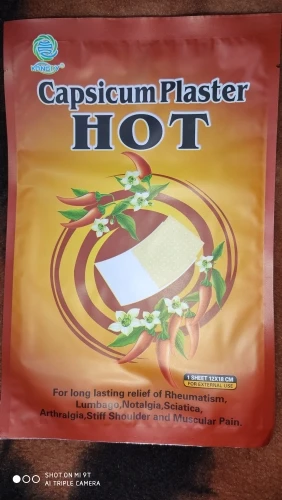 HONGBY®
Capsicum Plaster
HOT
1 SHEET 12X18 CM
FOR EXTERNAL USE
For long lasting relief of Rheumatism,
Lumbago,Notalgia,Sciatica,
Arthralgia,Stiff Shoulder and Muscular Pain.
SHOT ON MI 9T
AI TRIPLE CAMERA